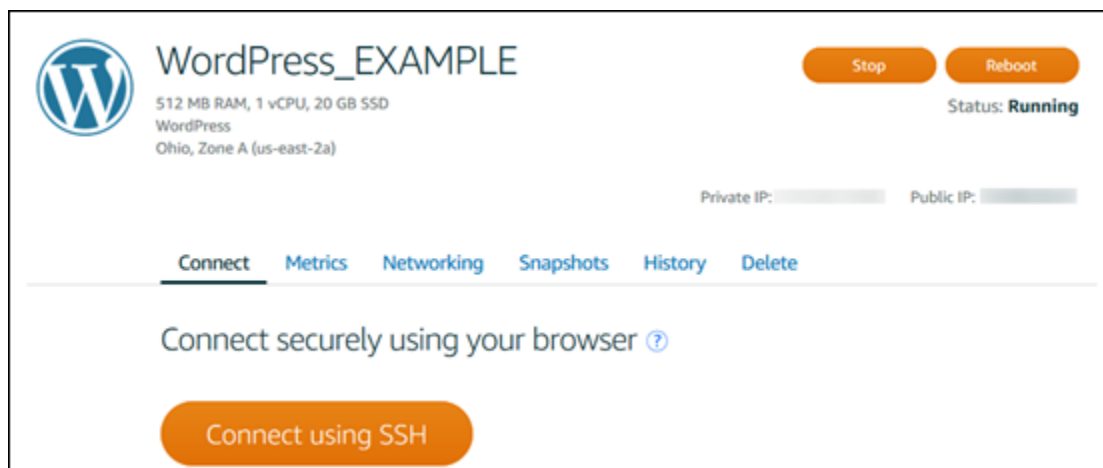 WordPress_EXAMPLE
Stop
Reboot
512 MB RAM, 1 vCPU, 20 GB SSD
Status: Running
WordPress
Ohio, Zone A (us-east-2a)
Private IP:
Public IP:
Connect
Metrics
Networking
Snapshots
History
Delete
Connect securely using your browser ?
Connect using SSH